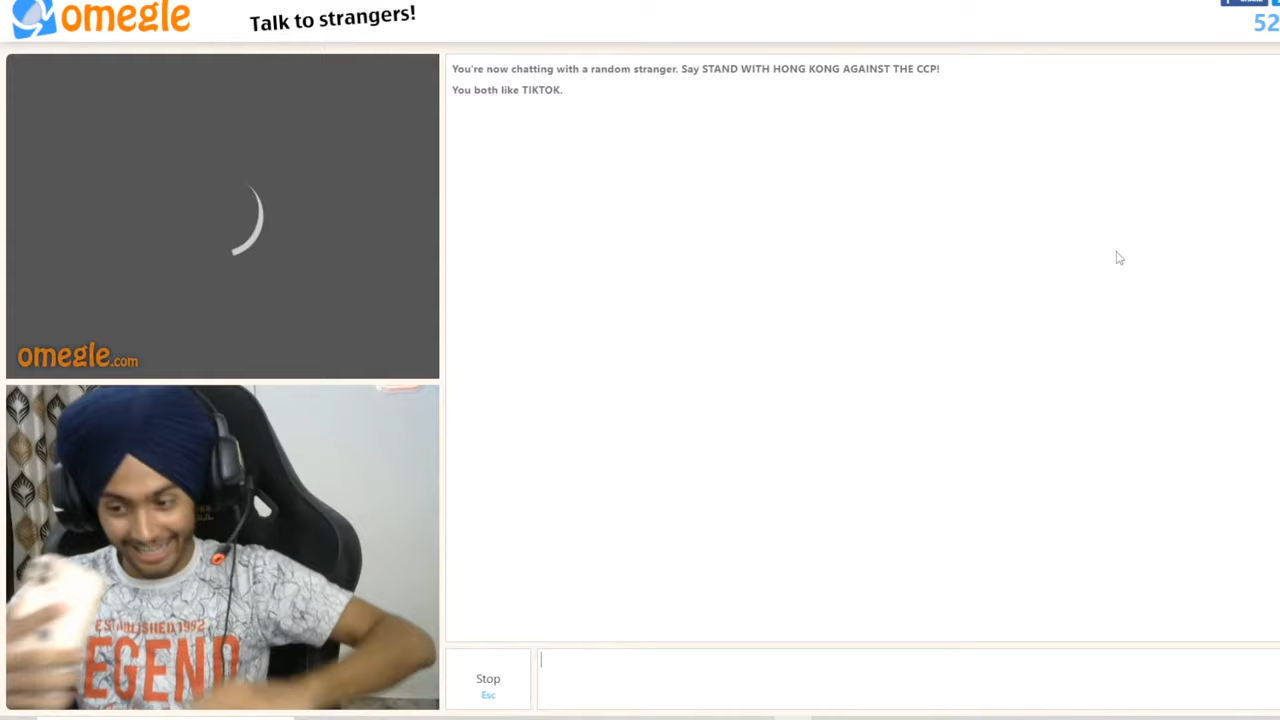 omegle
Talk to strangers!
52
You're now chatting with a random stranger. Say STAND WITH HONG KONG AGAINST THE CCP!
You both like TIKTOK.
omegle.com
ESTABLISHED 1992
EGEND
Stop
Esc